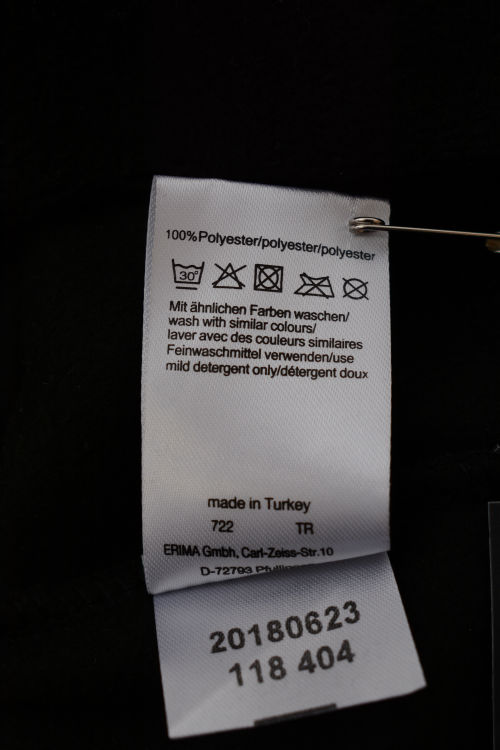 100%Polyester/polyester/polyester
30°
Mit ähnlichen Farben waschen/
wash with similar colours/
laver avec des couleurs similaires
Feinwaschmittel verwenden/use
mild detergent only/détergent doux
made in Turkey
722 TR
ERIMA Gmbh, Carl-Zeiss-Str.10
D-72793
20180623
118 404